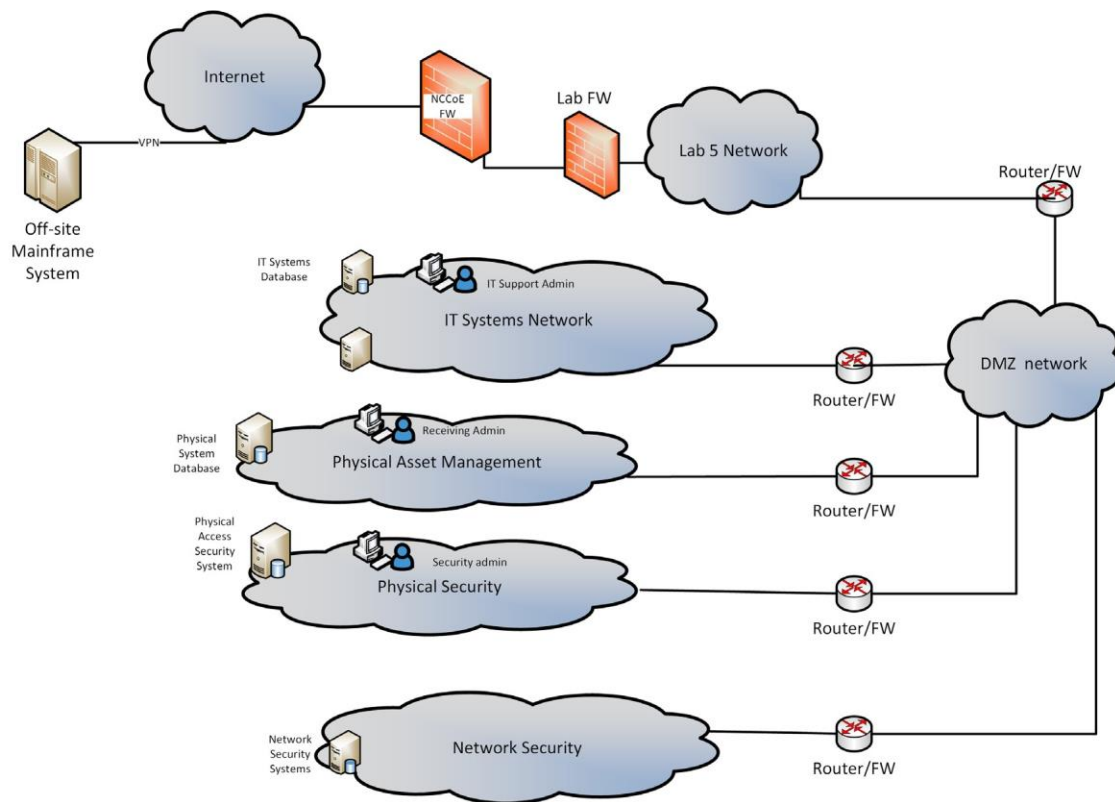 Internet
NCCoE
FW
Lab FW
Lab 5 Network
Router/FW
VPN
Off-site
Mainframe
System
IT Systems
Database
IT Support Admin
IT Systems Network
DMZ network
Router/FW
Physical
System
Database
Receiving Admin
Physical Asset Management
Router/FW
Physical
Access
Security
System
Security admin
Physical Security
Router/FW
Network
Security
Systems
Network Security
Router/FW